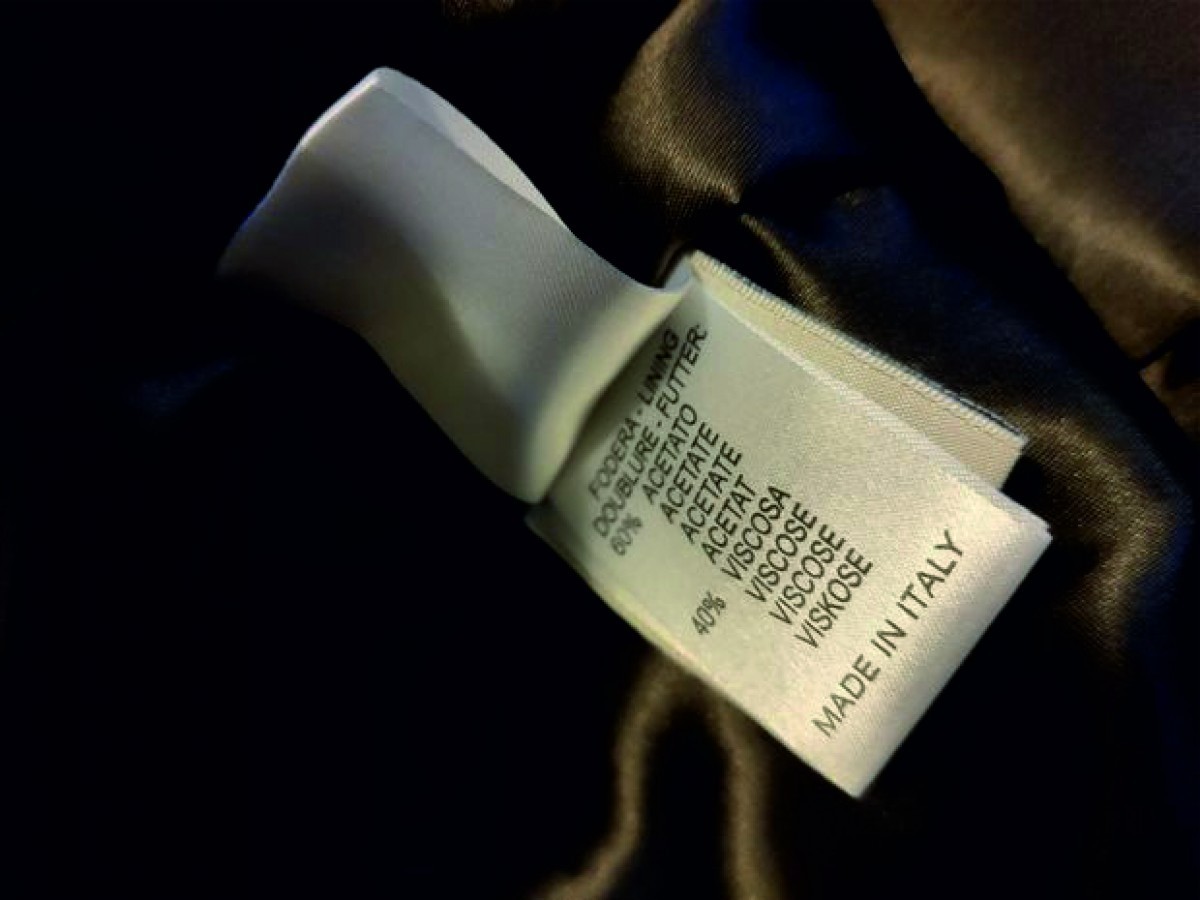 FODERA - LINING
DOUBLURE - FUTTER:
60% ACETATO
ACETATE
ACETATE
ACETAT
40% VISCOSA
VISCOSE
VISCOSE
VISKOSE
MADE IN ITALY